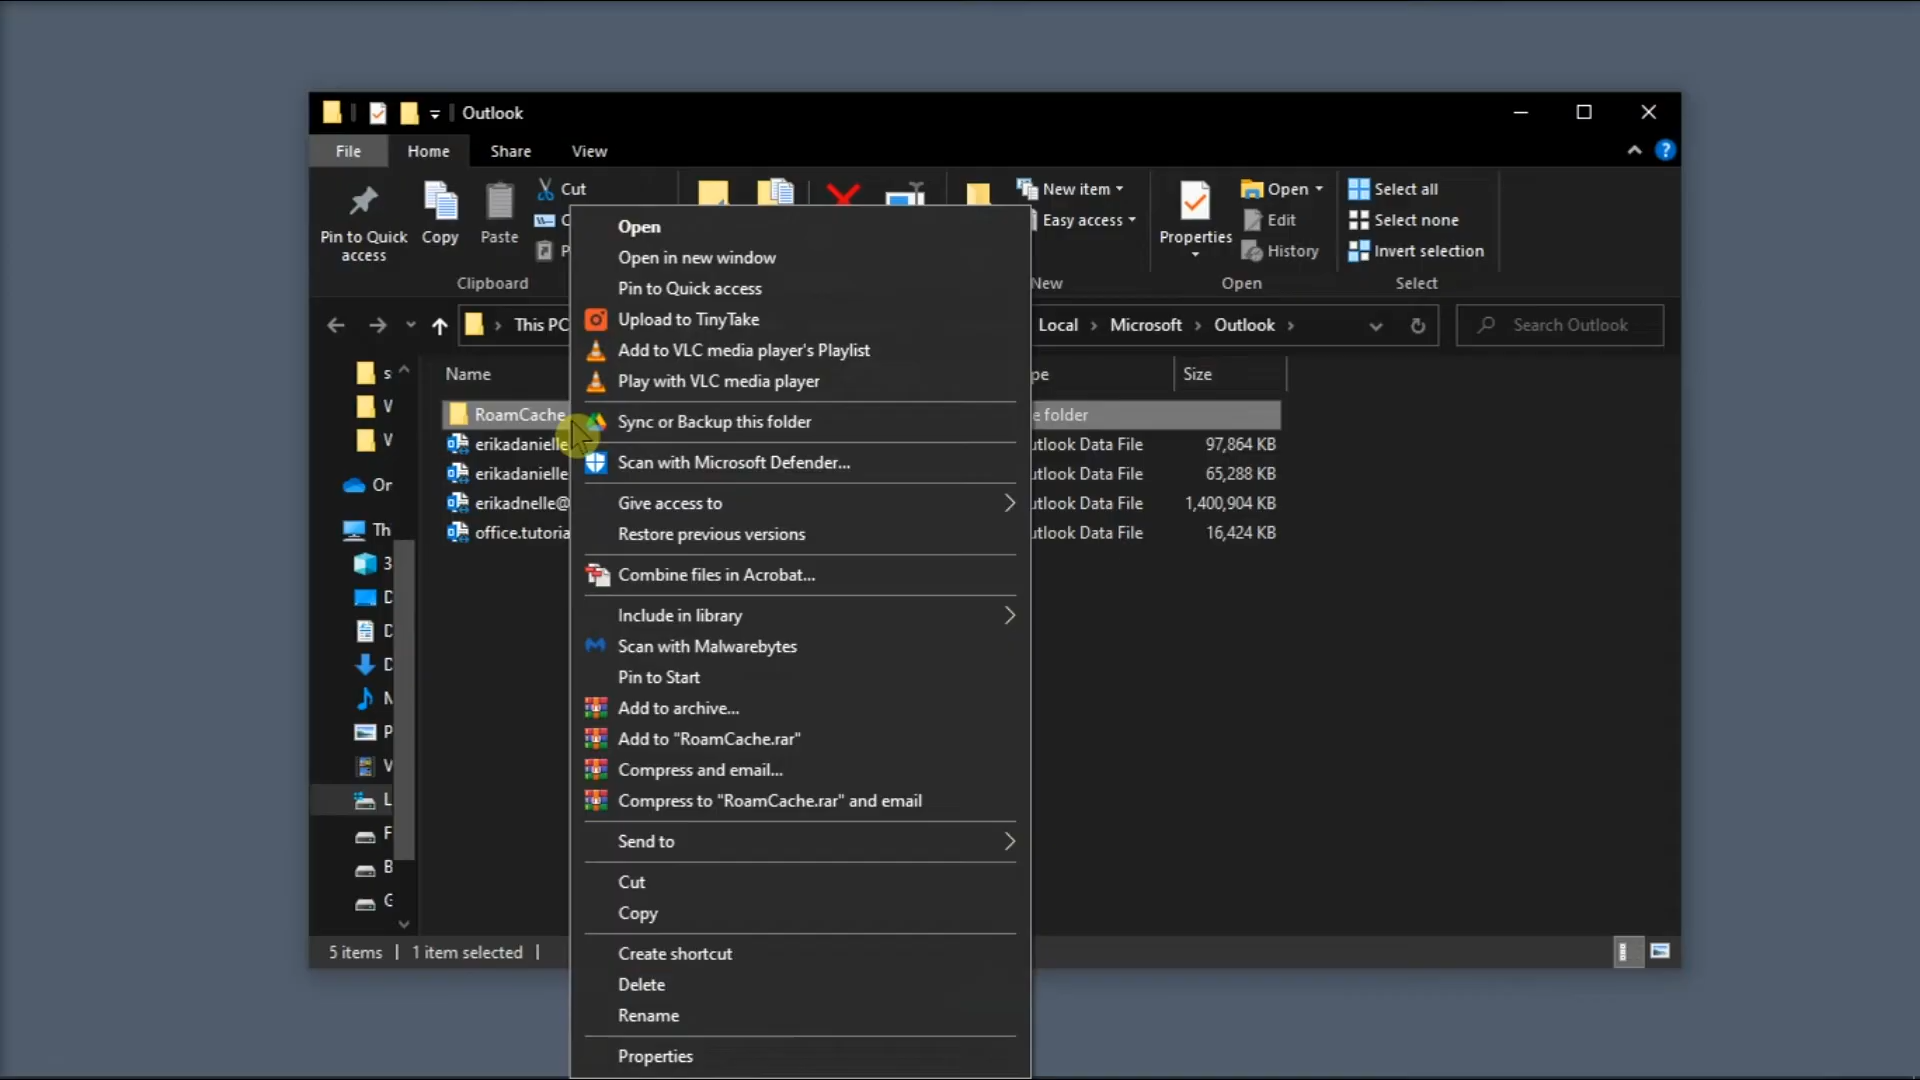 Outlook
File Home Share View
Pin to Quick access
Copy
Paste
Cut
New item
Easy access
Properties
Open
Edit
History
Select all
Select none
Invert selection
Clipboard
New
Open
Select
This PC
Local Microsoft Outlook
Search Outlook
Name
Size
RoamCache
erikadanielle
97,864 KB
erikadanielle
65,288 KB
erikadnelle@
1,400,904 KB
office.tutoria
16,424 KB
folder
utlook Data File
utlook Data File
utlook Data File
utlook Data File
Open
Open in new window
Pin to Quick access
Upload to TinyTake
Add to VLC media player's Playlist
Play with VLC media player
Sync or Backup this folder
Scan with Microsoft Defender...
Give access to
Restore previous versions
Combine files in Acrobat...
Include in library
Scan with Malwarebytes
Pin to Start
Add to archive...
Add to "RoamCache.rar"
Compress and email...
Compress to "RoamCache.rar" and email
Send to
Cut
Copy
Create shortcut
Delete
Rename
Properties
5 items
1 item selected